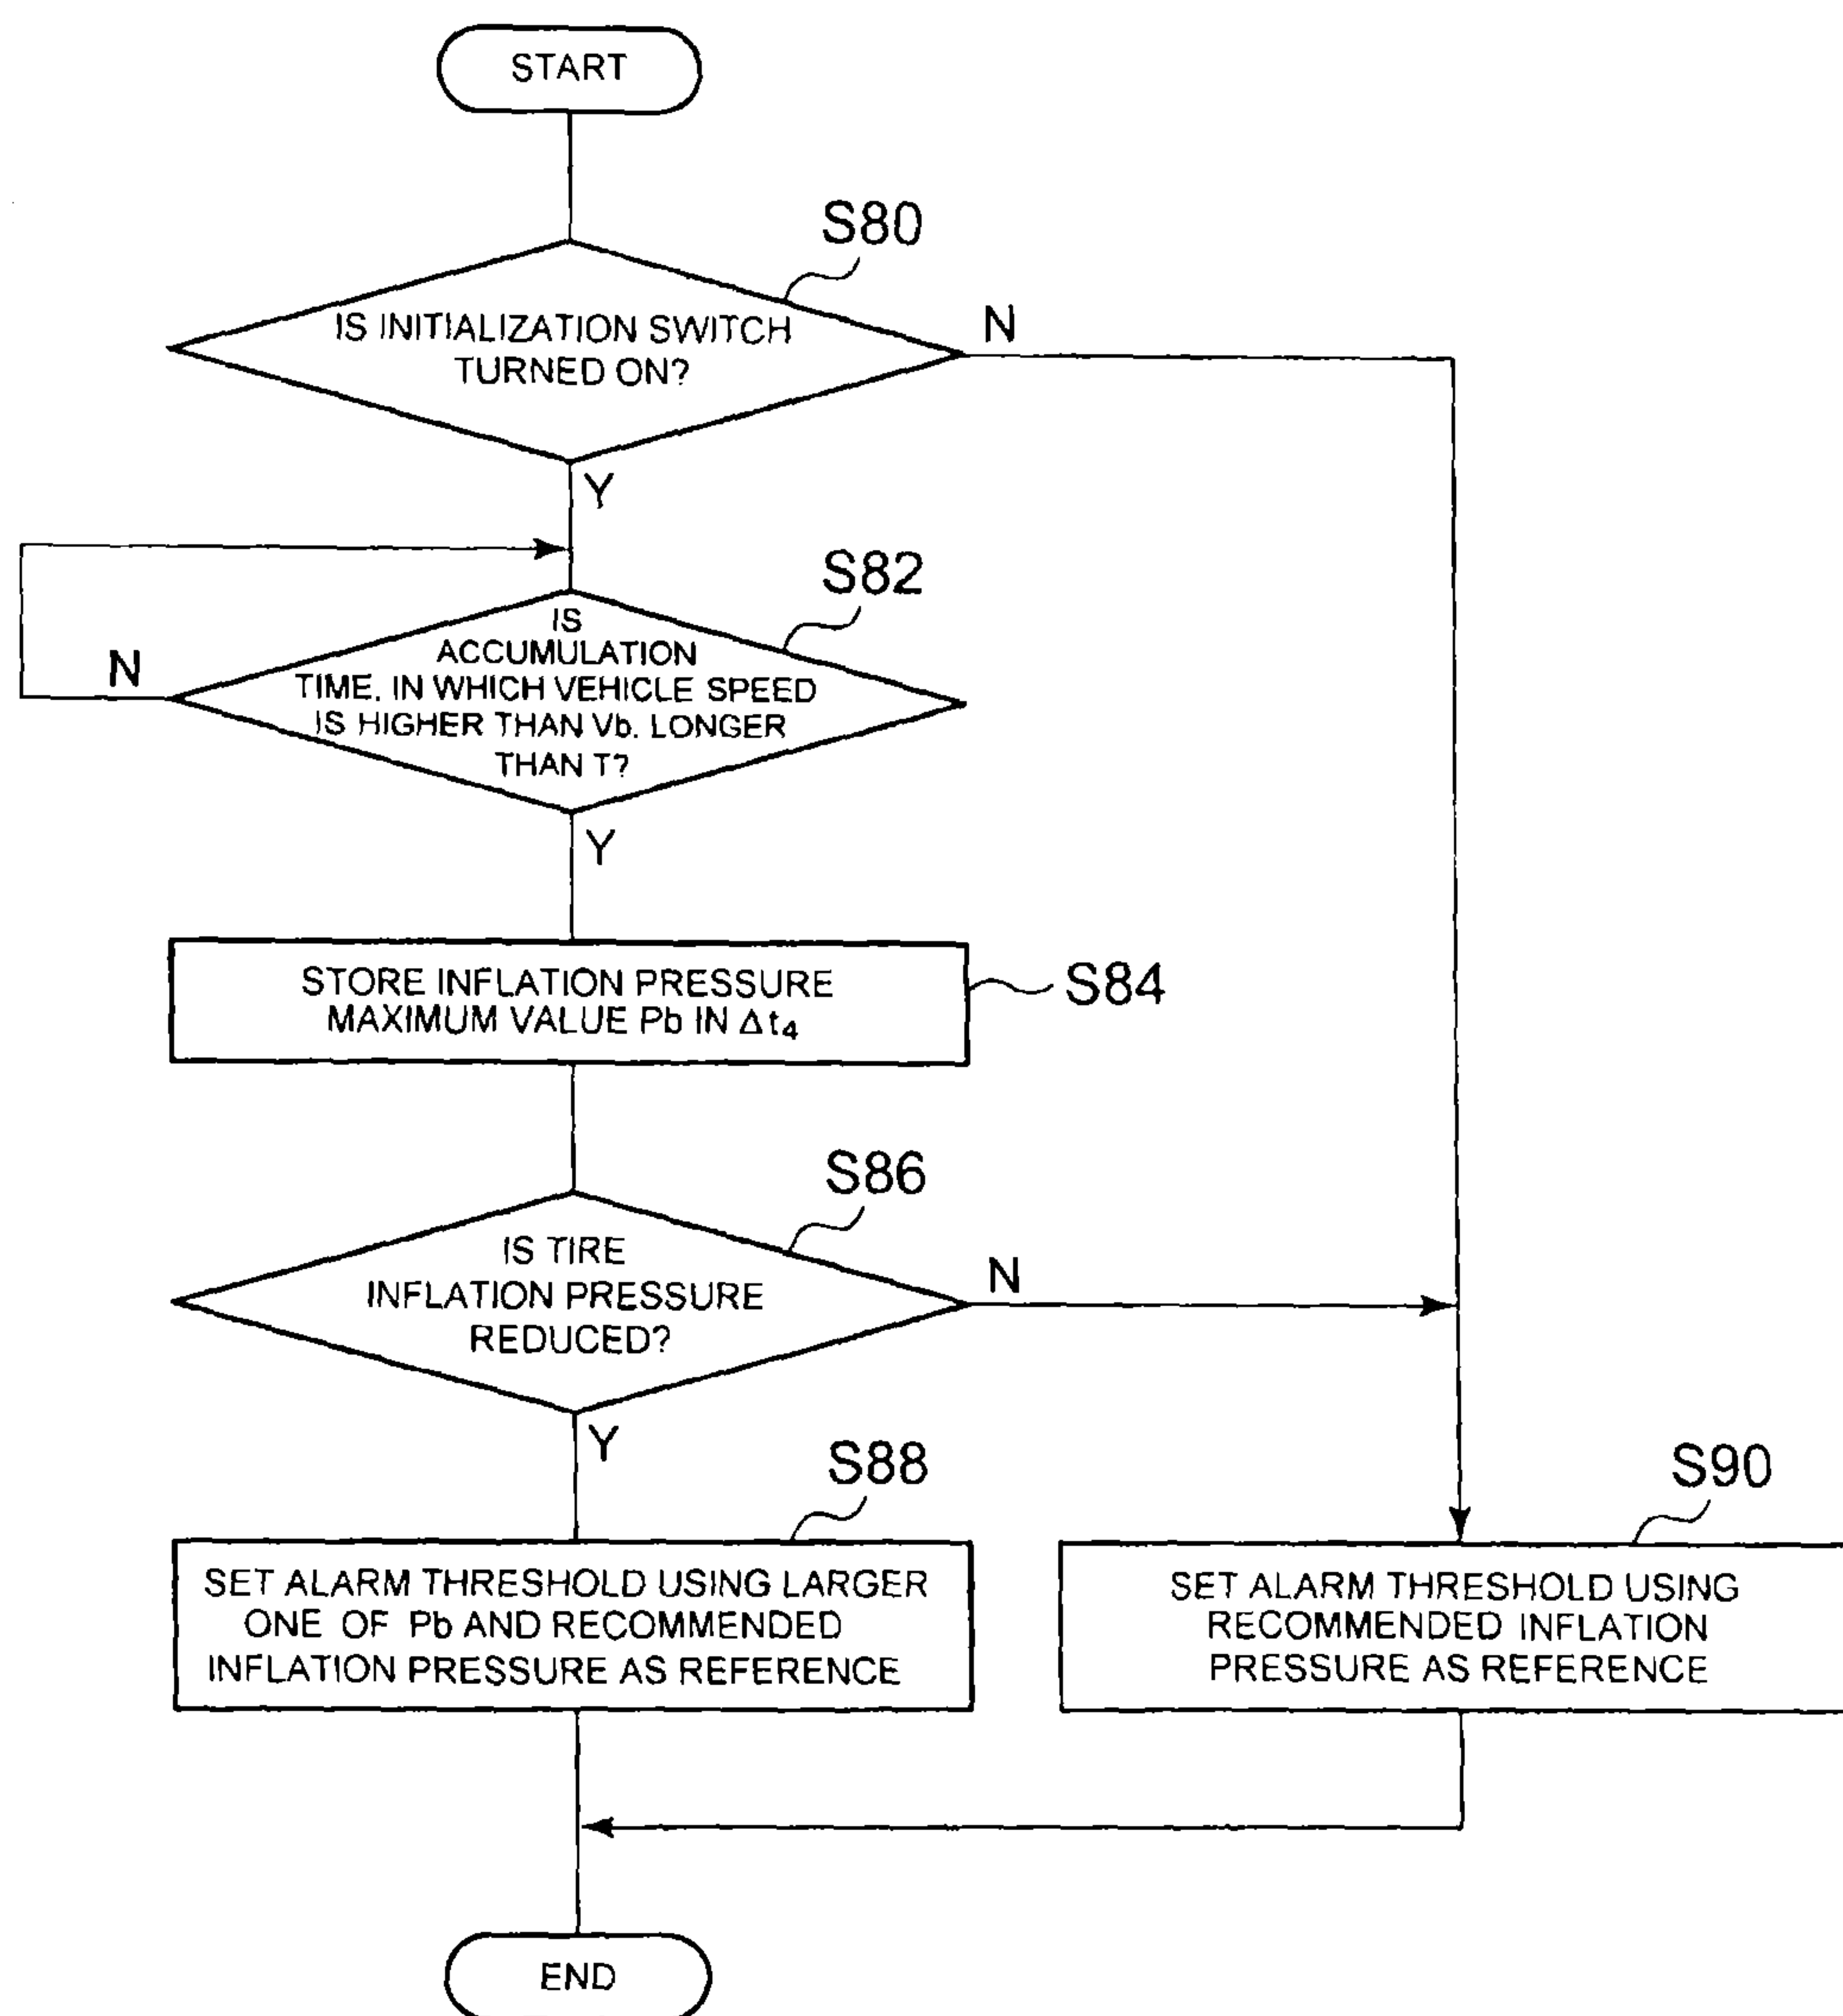 START
S80
IS INITIALIZATION SWITCH
TURNED ON?
N
Y
S82
IS
ACCUMULATION
TIME. IN WHICH VEHICLE SPEED
IS HIGHER THAN Vb. LONGER
THAN T?
N
Y
STORE INFLATION PRESSURE
MAXIMUM VALUE Pb IN Δt₄
S84
S86
IS TIRE
INFLATION PRESSURE
REDUCED?
N
Y
S88
SET ALARM THRESHOLD USING LARGER
ONE OF Pb AND RECOMMENDED
INFLATION PRESSURE AS REFERENCE
S90
SET ALARM THRESHOLD USING
RECOMMENDED INFLATION
PRESSURE AS REFERENCE
END